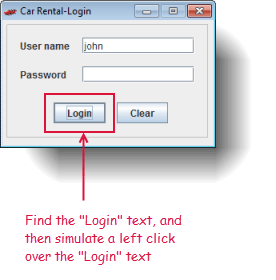 Car Rental-Login
User name john
Password
Login Clear
Find the "Login" text, and
then simulate a left click
over the "Login" text